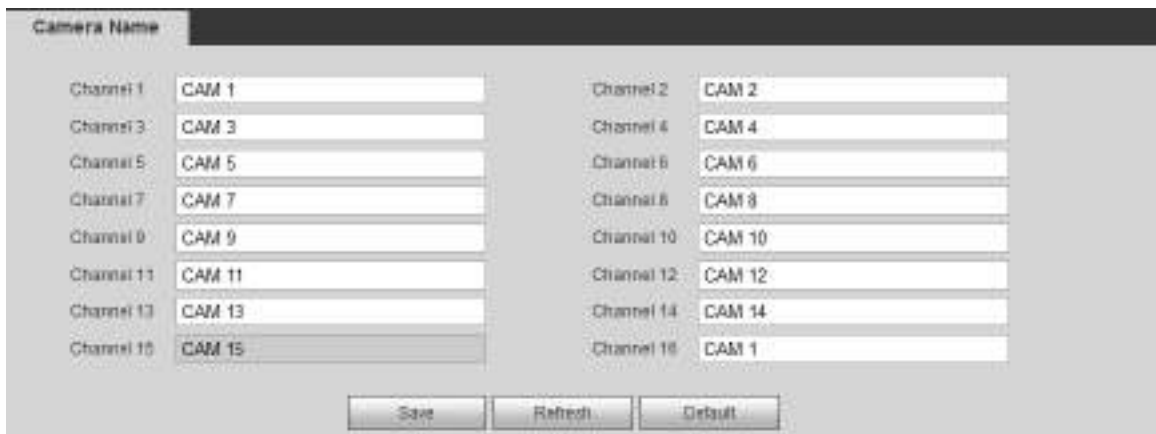 Camera Name
Channel 1 CAM 1 Channel 2 CAM 2
Channel 3 CAM 3 Channel 4 CAM 4
Channel 5 CAM 5 Channel 6 CAM 6
Channel 7 CAM 7 Channel 8 CAM 8
Channel 9 CAM 9 Channel 10 CAM 10
Channel 11 CAM 11 Channel 12 CAM 12
Channel 13 CAM 13 Channel 14 CAM 14
Channel 15 CAM 15 Channel 16 CAM 1
Save Refresh Default